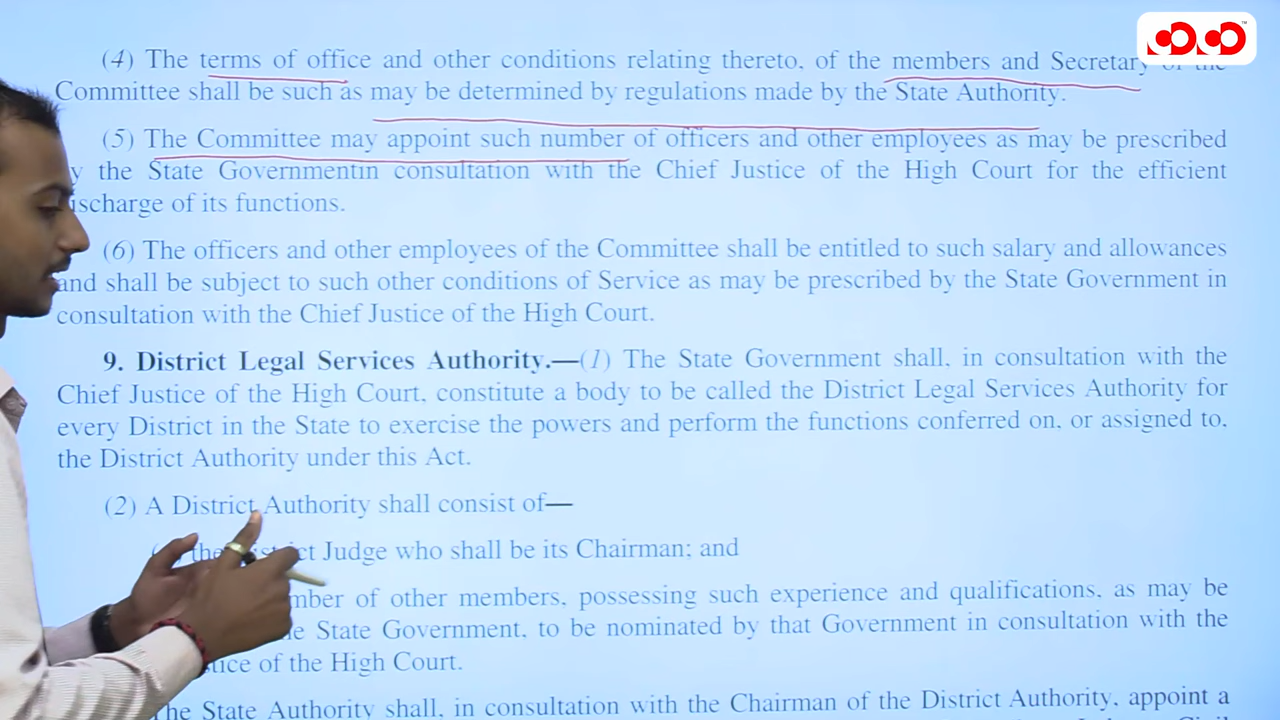 (4) The terms of office and other conditions relating thereto, of the members and Secretary of the
Committee shall be such as may be determined by regulations made by the State Authority.
(5) The Committee may appoint such number of officers and other employees as may be prescribed
y the State Governmentin consultation with the Chief Justice of the High Court for the efficient
ischarge of its functions.
(6) The officers and other employees of the Committee shall be entitled to such salary and allowances
and shall be subject to such other conditions of Service as may be prescribed by the State Government in
consultation with the Chief Justice of the High Court.
9. District Legal Services Authority.—(1) The State Government shall, in consultation with the
Chief Justice of the High Court, constitute a body to be called the District Legal Services Authority for
every District in the State to exercise the powers and perform the functions conferred on, or assigned to,
the District Authority under this Act.
(2) A District Authority shall consist of—
the District Judge who shall be its Chairman; and
mber of other members, possessing such experience and qualifications, as may be
e State Government, to be nominated by that Government in consultation with the
tice of the High Court.
The State Authority shall, in consultation with the Chairman of the District Authority, appoint a